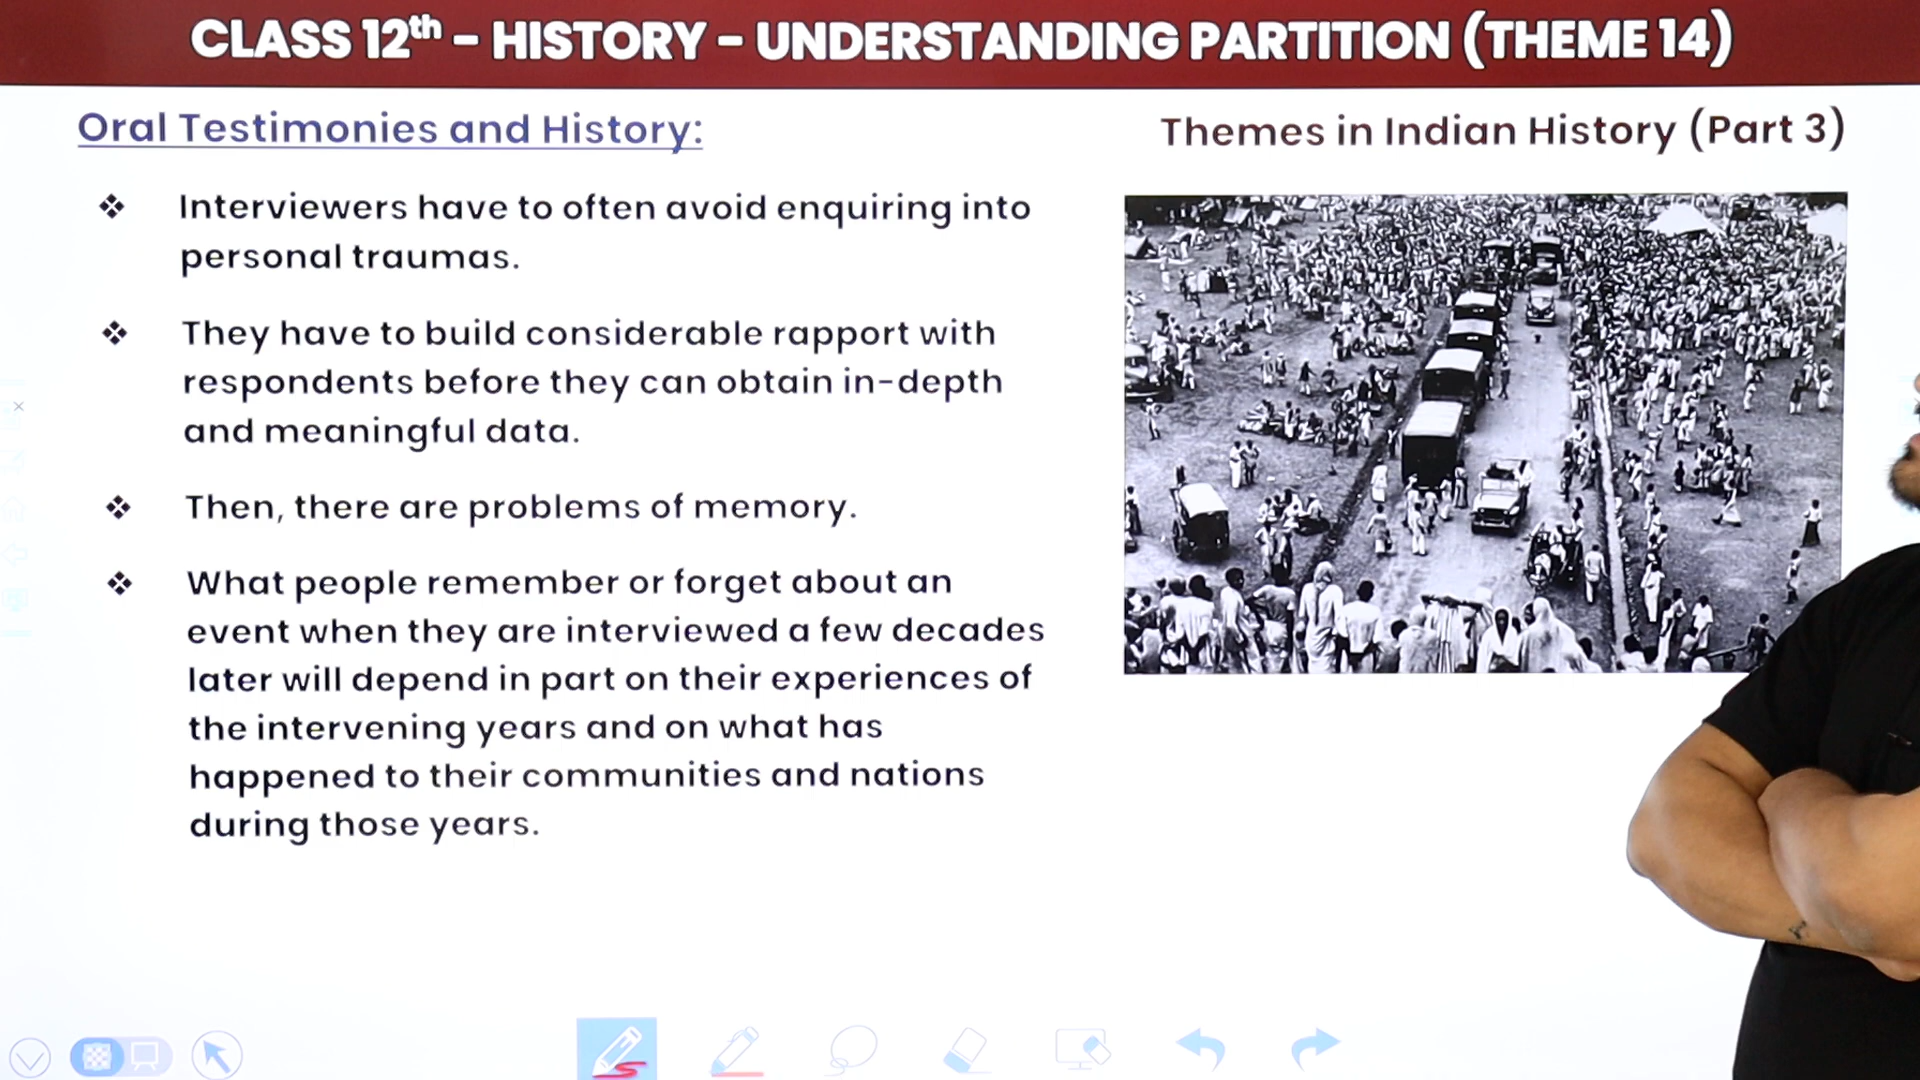 CLASS 12th – HISTORY – UNDERSTANDING PARTITION (THEME 14)
Oral Testimonies and History:
Themes in Indian History (Part 3)
❖ Interviewers have to often avoid enquiring into
personal traumas.
❖ They have to build considerable rapport with
respondents before they can obtain in-depth
and meaningful data.
❖ Then, there are problems of memory.
❖ What people remember or forget about an
event when they are interviewed a few decades
later will depend in part on their experiences of
the intervening years and on what has
happened to their communities and nations
during those years.